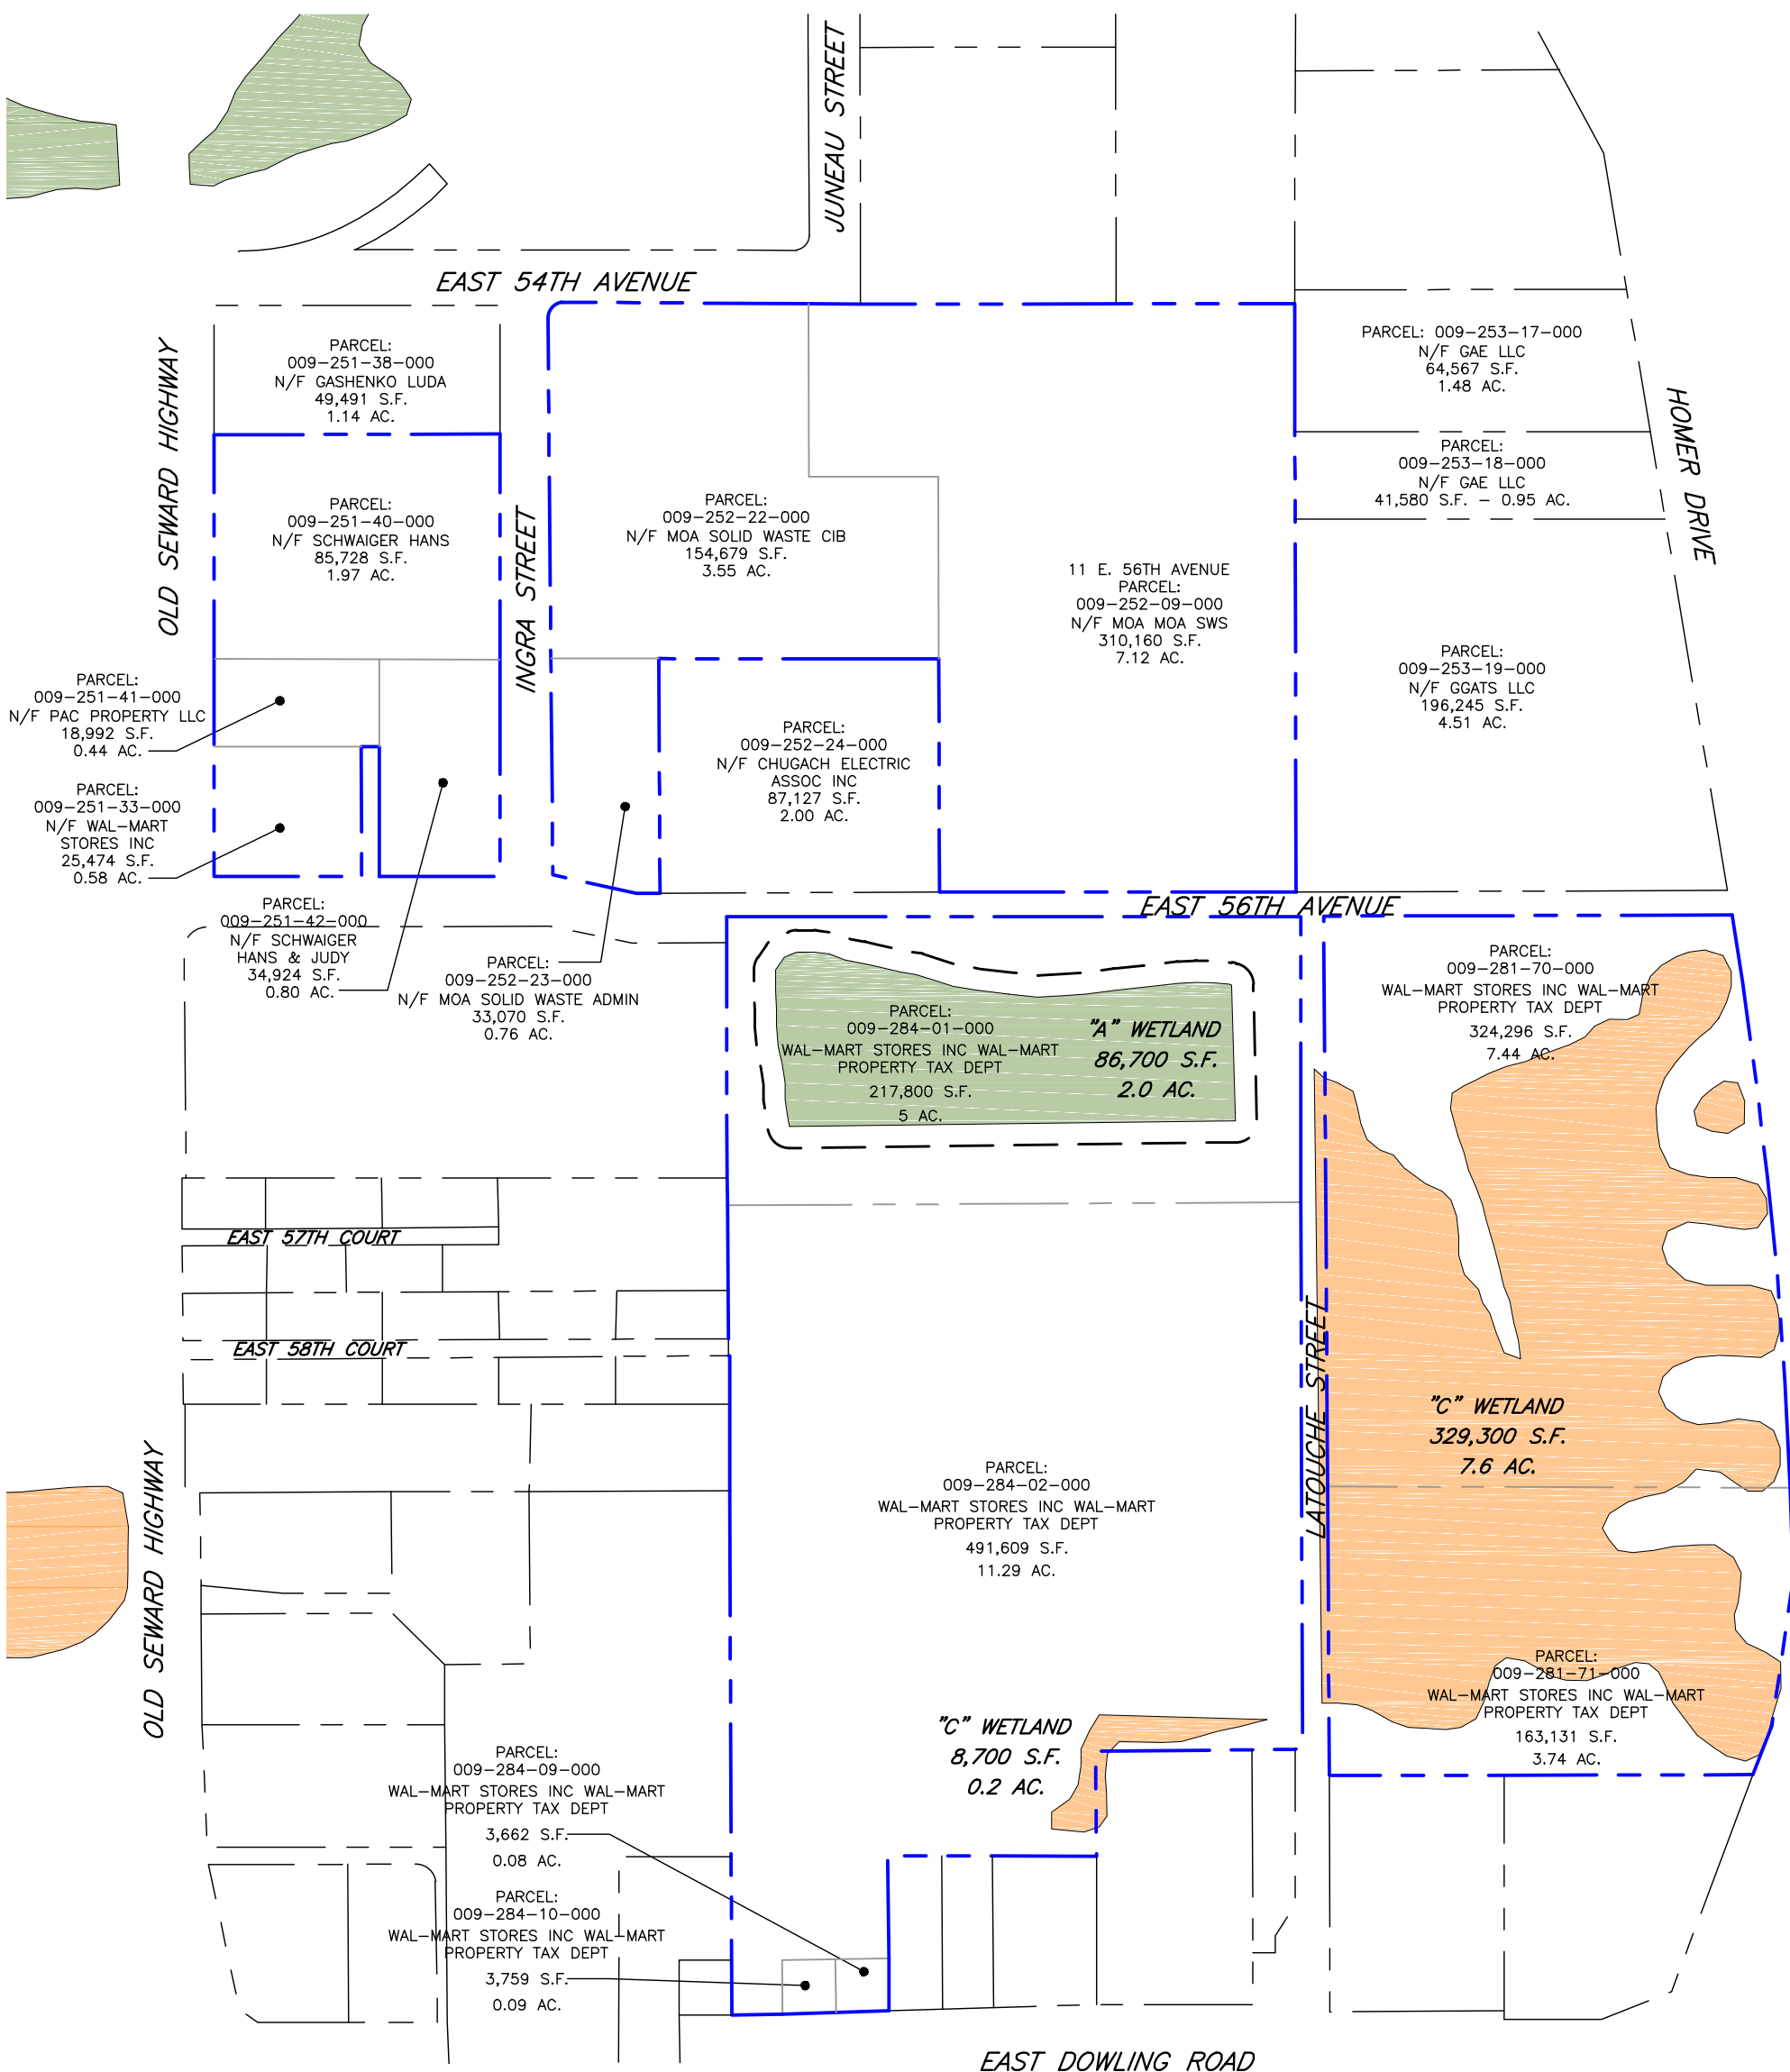 JUNEAU STREET
EAST 54TH AVENUE
OLD SEWARD HIGHWAY
PARCEL:
009-251-38-000
N/F GASHENKO LUDA
49,491 S.F.
1.14 AC.
PARCEL: 009-253-17-000
N/F GAE LLC
64,567 S.F.
1.48 AC.
HOMER DRIVE
PARCEL:
009-253-18-000
N/F GAE LLC
41,580 S.F. - 0.95 AC.
PARCEL:
009-251-40-000
N/F SCHWAIGER HANS
85,728 S.F.
1.97 AC.
INGRA STREET
PARCEL:
009-252-22-000
N/F MOA SOLID WASTE CIB
154,679 S.F.
3.55 AC.
11 E. 56TH AVENUE
PARCEL:
009-252-09-000
N/F MOA MOA SWS
310,160 S.F.
7.12 AC.
PARCEL:
009-253-19-000
N/F GGATS LLC
196,245 S.F.
4.51 AC.
PARCEL:
009-251-41-000
N/F PAC PROPERTY LLC
18,992 S.F.
0.44 AC.
PARCEL:
009-252-24-000
N/F CHUGACH ELECTRIC
ASSOC INC
87,127 S.F.
2.00 AC.
PARCEL:
009-251-33-000
N/F WAL-MART
STORES INC
25,474 S.F.
0.58 AC.
PARCEL:
009-251-42-000
N/F SCHWAIGER
HANS & JUDY
34,924 S.F.
0.80 AC.
PARCEL:
009-252-23-000
N/F MOA SOLID WASTE ADMIN
33,070 S.F.
0.76 AC.
EAST 56TH AVENUE
PARCEL:
009-281-70-000
WAL-MART STORES INC WAL-MART
PROPERTY TAX DEPT
324,296 S.F.
7.44 AC.
PARCEL:
009-284-01-000
WAL-MART STORES INC WAL-MART
PROPERTY TAX DEPT
217,800 S.F.
5 AC.
"A" WETLAND
86,700 S.F.
2.0 AC.
EAST 57TH COURT
EAST 58TH COURT
LATOUCHE STREET
"C" WETLAND
329,300 S.F.
7.6 AC.
OLD SEWARD HIGHWAY
PARCEL:
009-284-02-000
WAL-MART STORES INC WAL-MART
PROPERTY TAX DEPT
491,609 S.F.
11.29 AC.
PARCEL:
009-281-71-000
WAL-MART STORES INC WAL-MART
PROPERTY TAX DEPT
163,131 S.F.
3.74 AC.
"C" WETLAND
8,700 S.F.
0.2 AC.
PARCEL:
009-284-09-000
WAL-MART STORES INC WAL-MART
PROPERTY TAX DEPT
3,662 S.F.
0.08 AC.
PARCEL:
009-284-10-000
WAL-MART STORES INC WAL-MART
PROPERTY TAX DEPT
3,759 S.F.
0.09 AC.
EAST DOWLING ROAD